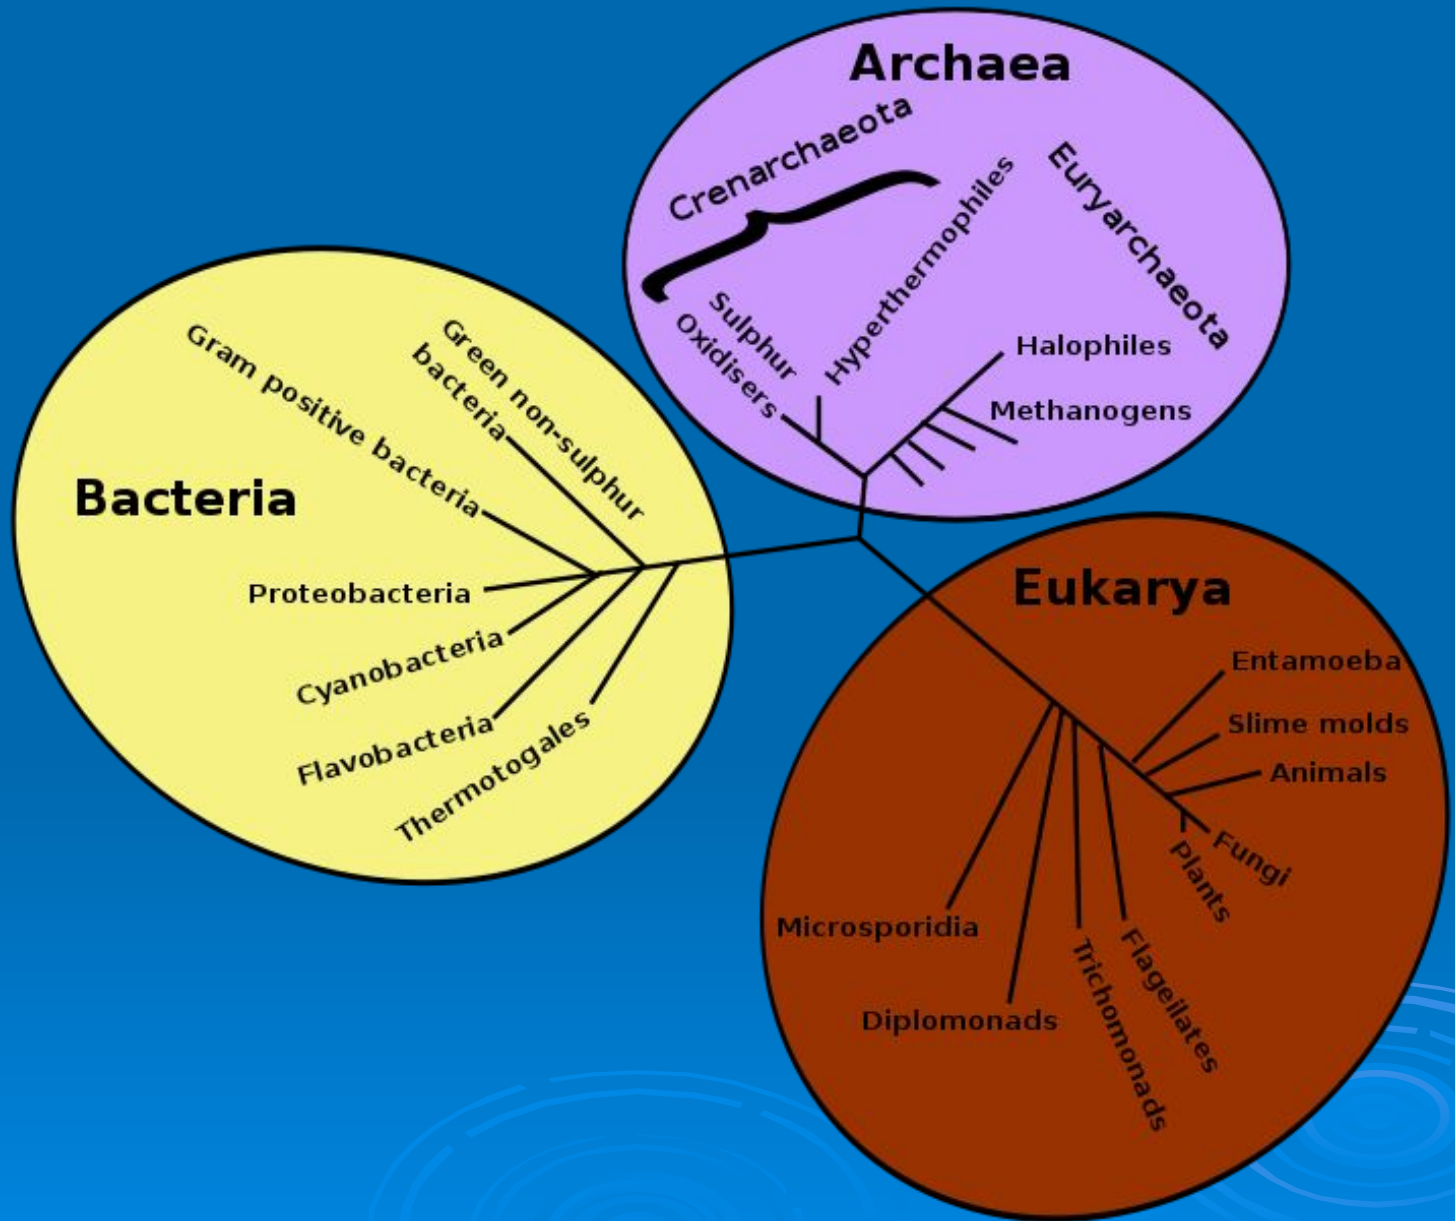 Archaea
Crenarchaeota
Euryarchaeota
Sulphur
Oxidisers
Hyperthermophiles
Halophiles
Methanogens
Bacteria
Green non-sulphur
bacteria
Gram positive bacteria
Proteobacteria
Cyanobacteria
Flavobacteria
Thermotogales
Eukarya
Entamoeba
Slime molds
Animals
Fungi
Plants
Flageilates
Trichomonads
Diplomonads
Microsporidia